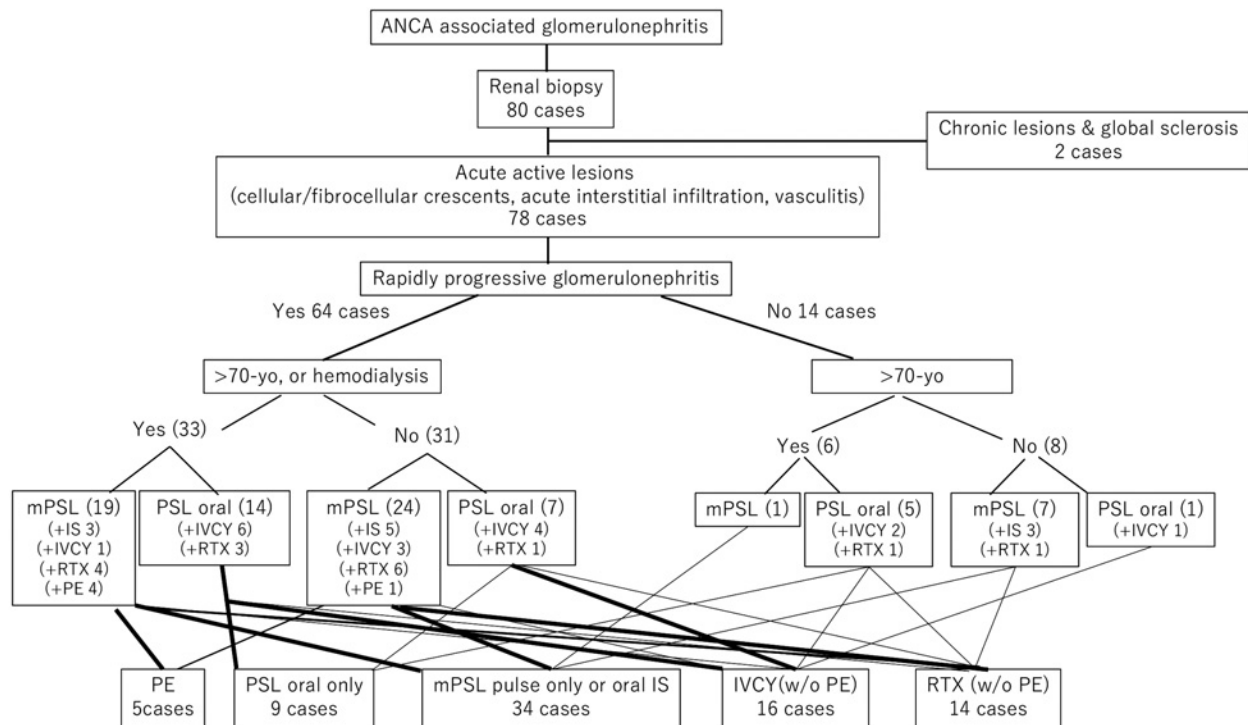 ANCA associated glomerulonephritis
Renal biopsy
80 cases
Chronic lesions & global sclerosis
2 cases
Acute active lesions
(cellular/fibrocellular crescents, acute interstitial infiltration, vasculitis)
78 cases
Rapidly progressive glomerulonephritis
Yes 64 cases
No 14 cases
>70-yo, or hemodialysis
>70-yo
Yes (33)
No (31)
Yes (6)
No (8)
mPSL (19)
(+IS 3)
(+IVCY 1)
(+RTX 4)
(+PE 4)
PSL oral (14)
(+IVCY 6)
(+RTX 3)
mPSL (24)
(+IS 5)
(+IVCY 3)
(+RTX 6)
(+PE 1)
PSL oral (7)
(+IVCY 4)
(+RTX 1)
mPSL (1)
PSL oral (5)
(+IVCY 2)
(+RTX 1)
mPSL (7)
(+IS 3)
(+RTX 1)
PSL oral (1)
(+IVCY 1)
PE
5cases
PSL oral only
9 cases
mPSL pulse only or oral IS
34 cases
IVCY(w/o PE)
16 cases
RTX (w/o PE)
14 cases